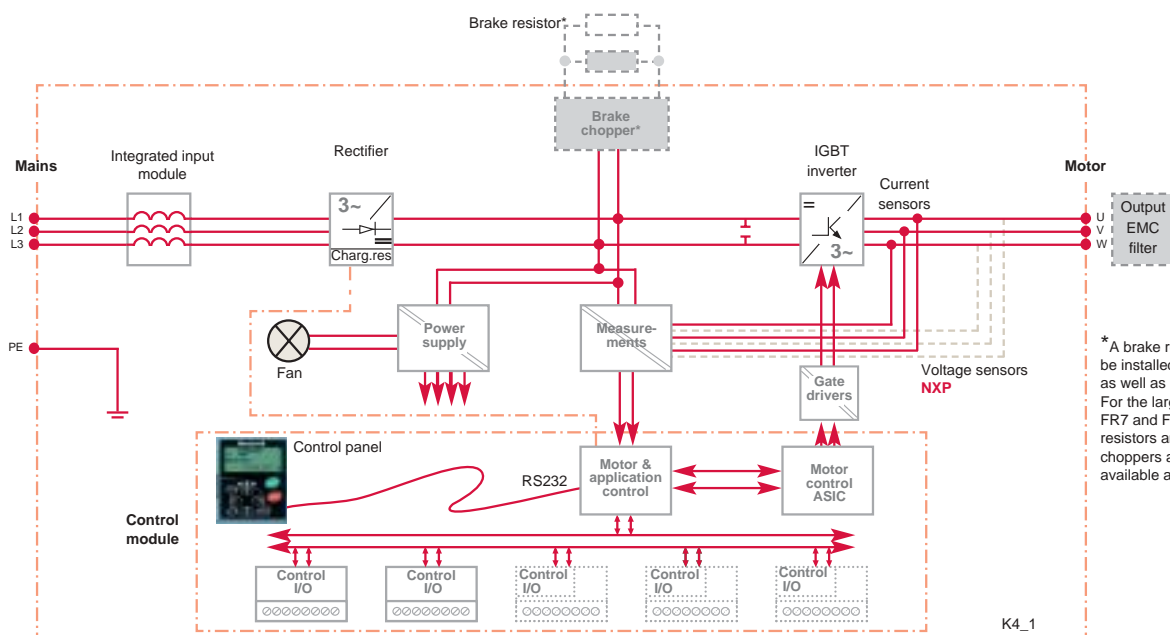 Brake resistor*
Brake
chopper*
Mains
Integrated input
module
Rectifier
IGBT
inverter
Current
sensors
Motor
L1
L2
L3
3~
=
Charg.res
=
3~
U
V
W
Output
EMC
filter
PE
Fan
Power
supply
Measure-
ments
Gate
drivers
Voltage sensors
NXP
*A brake r
be installed
as well as
For the larg
FR7 and F
resistors a
choppers a
available a
Control panel
RS232
Motor &
application
control
Motor
control
ASIC
Control
module
Control
I/O
Control
I/O
Control
I/O
Control
I/O
Control
I/O
K4_1